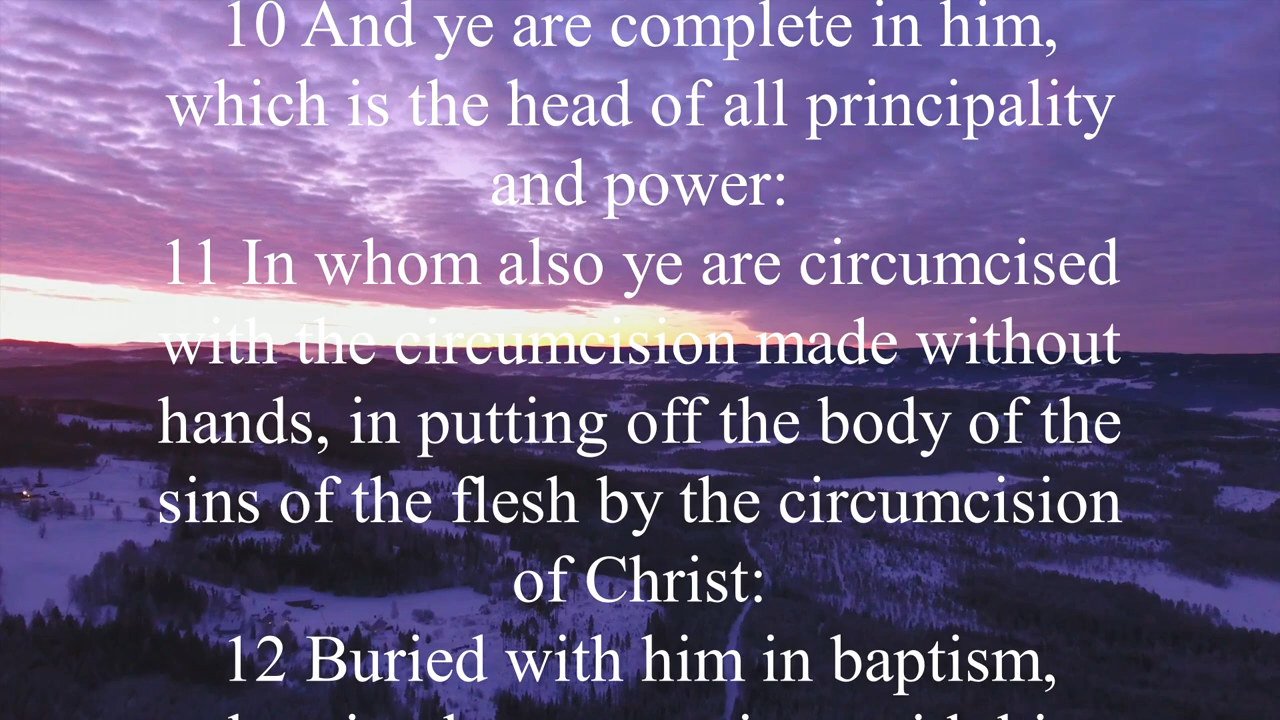 10 And ye are complete in him,
which is the head of all principality
and power:
11 In whom also ye are circumcised
with the circumcision made without
hands, in putting off the body of the
sins of the flesh by the circumcision
of Christ:
12 Buried with him in baptism,